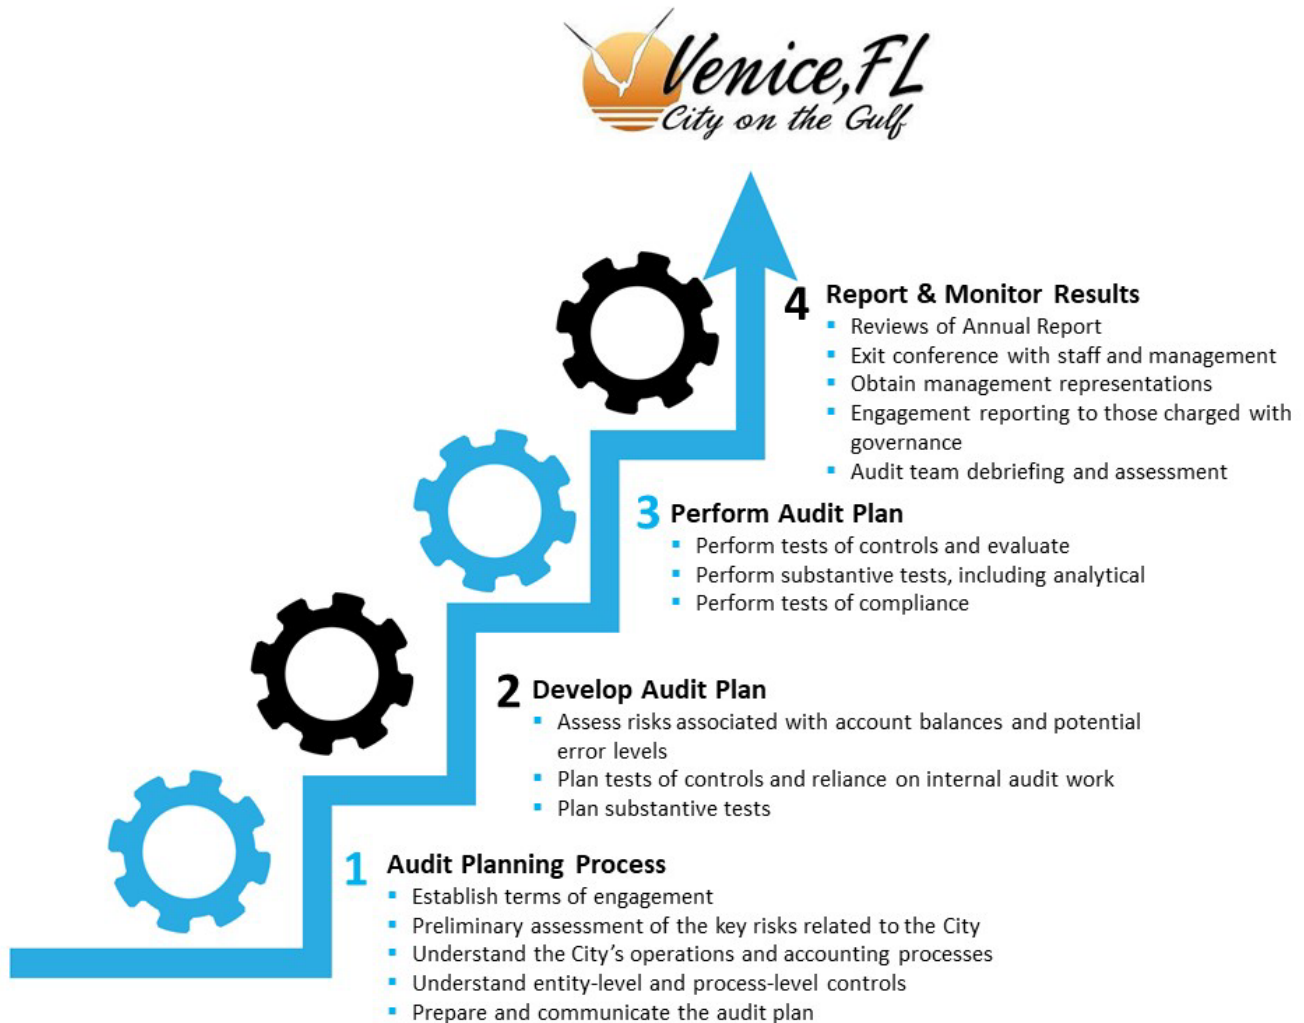 Venice, FL
City on the Gulf
4 Report & Monitor Results
▪ Reviews of Annual Report
▪ Exit conference with staff and management
▪ Obtain management representations
▪ Engagement reporting to those charged with
governance
▪ Audit team debriefing and assessment
3 Perform Audit Plan
▪ Perform tests of controls and evaluate
▪ Perform substantive tests, including analytical
▪ Perform tests of compliance
2 Develop Audit Plan
▪ Assess risks associated with account balances and potential
error levels
▪ Plan tests of controls and reliance on internal audit work
▪ Plan substantive tests
1 Audit Planning Process
▪ Establish terms of engagement
▪ Preliminary assessment of the key risks related to the City
▪ Understand the City’s operations and accounting processes
▪ Understand entity-level and process-level controls
▪ Prepare and communicate the audit plan